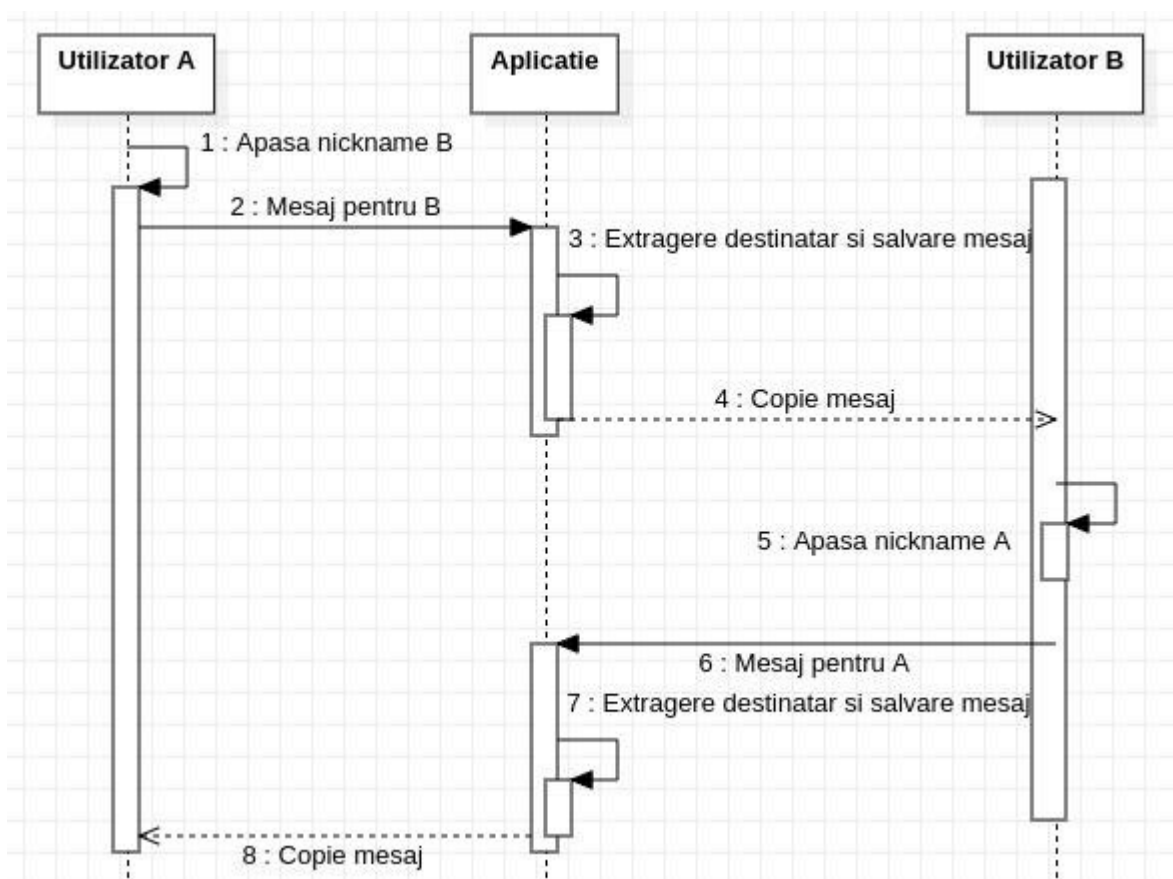 Utilizator A
Aplicatie
Utilizator B
1 : Apasa nickname B
2 : Mesaj pentru B
3 : Extragere destinatar si salvare mesaj
4 : Copie mesaj
5 : Apasa nickname A
6 : Mesaj pentru A
7 : Extragere destinatar si salvare mesaj
8 : Copie mesaj